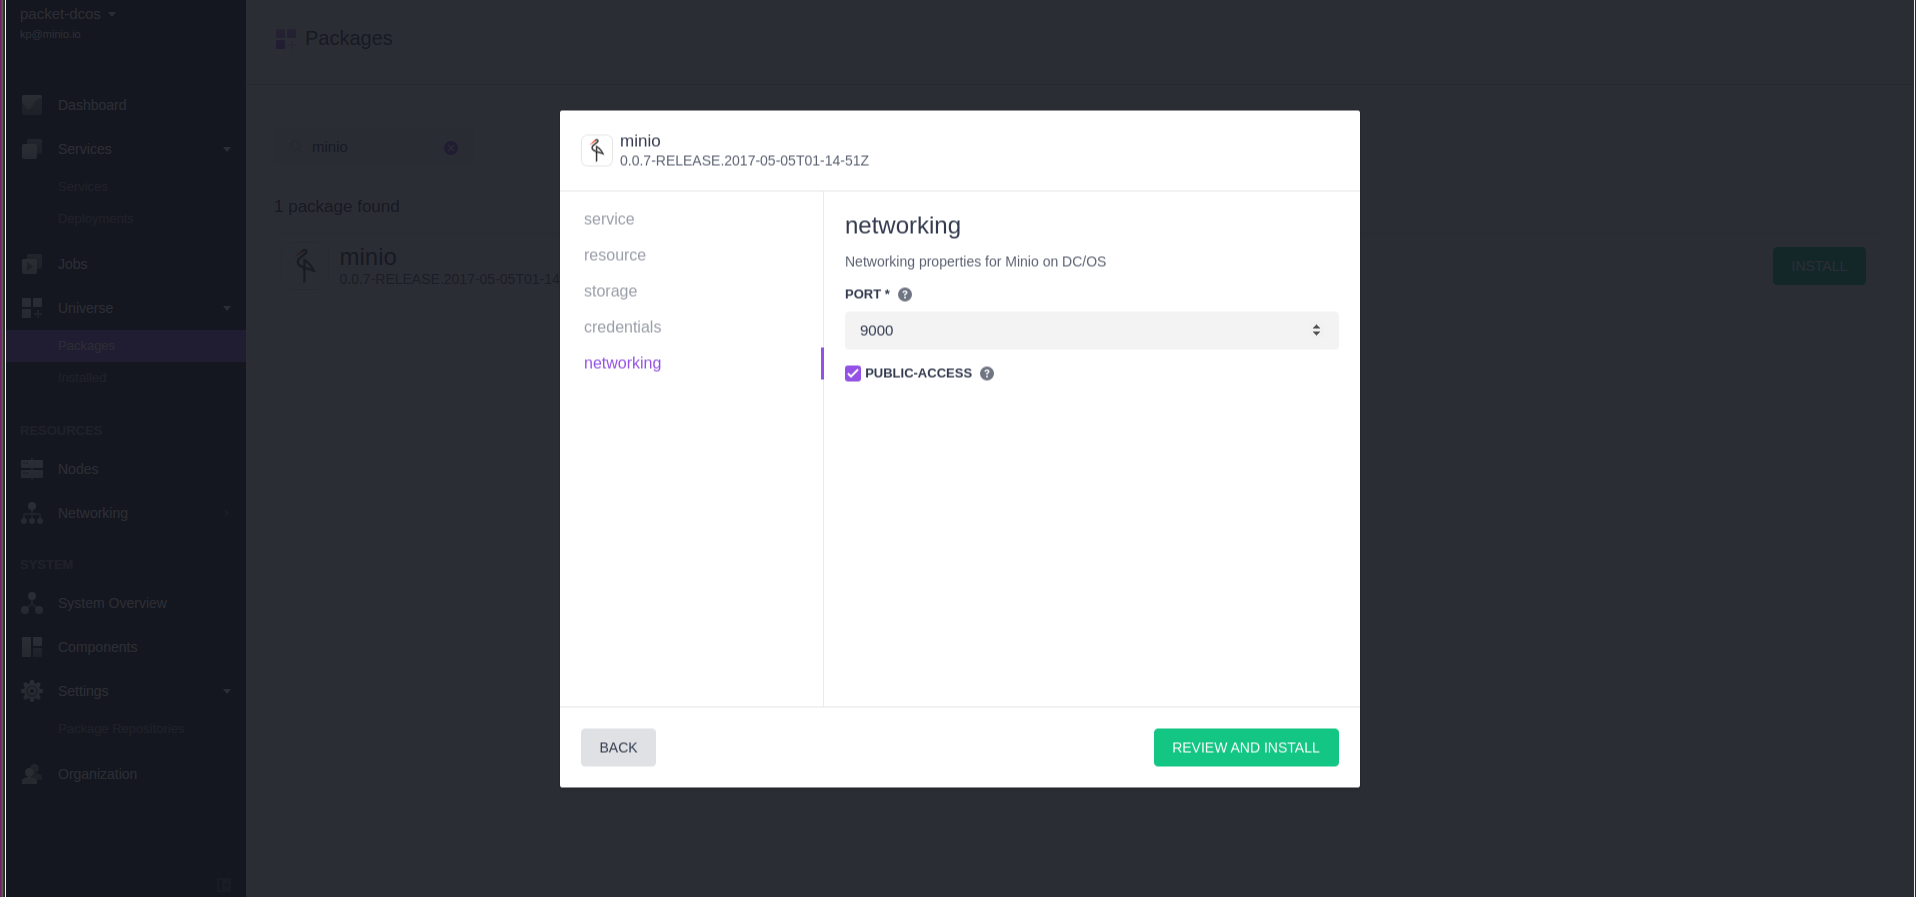 packet-dcos
kp@minio.io
Dashboard
Services
Services
Deployments
Jobs
Universe
Packages
Installed
RESOURCES
Nodes
Networking
SYSTEM
System Overview
Components
Settings
Package Repositories
Organization
Packages
minio
1 package found
minio
0.0.7-RELEASE.2017-05-05T01-14
INSTALL
minio
0.0.7-RELEASE.2017-05-05T01-14-51Z
service
resource
storage
credentials
networking
networking
Networking properties for Minio on DC/OS
PORT * ?
9000
PUBLIC-ACCESS ?
BACK
REVIEW AND INSTALL